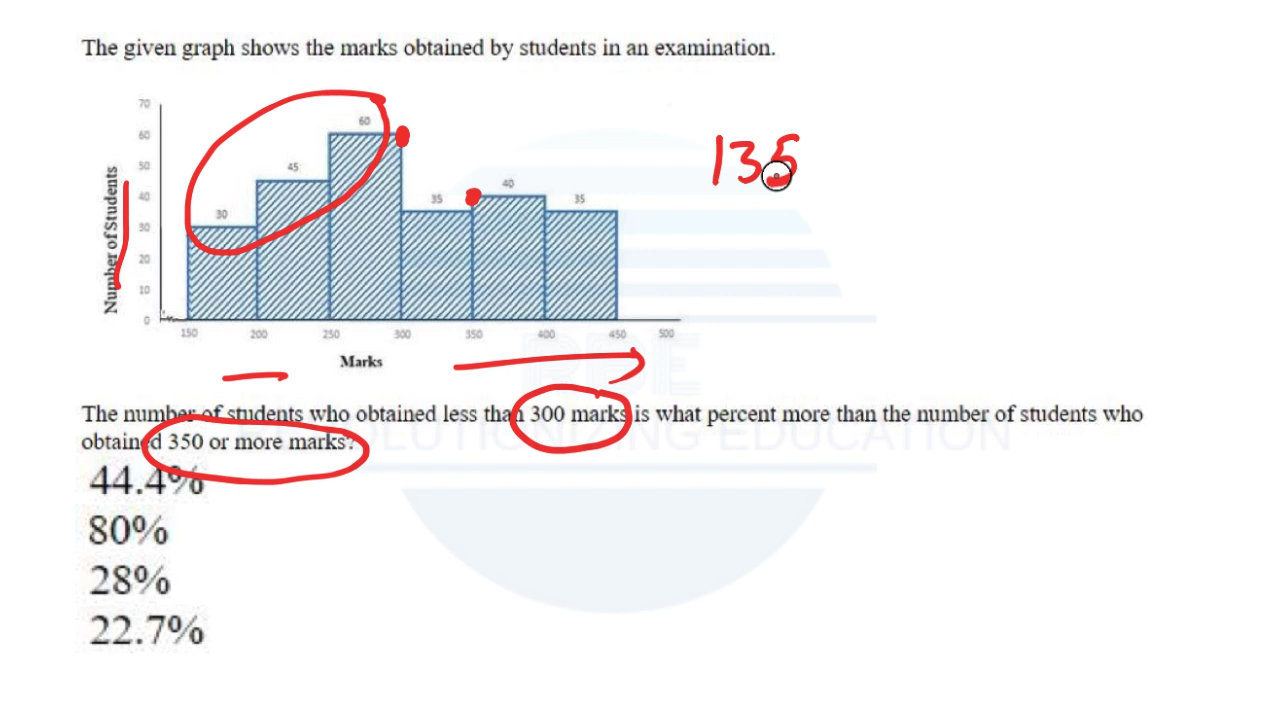 The given graph shows the marks obtained by students in an examination.
135
70
60
60
50
45
40
40
35
35
30
30
20
10
0
Number of Students
150 200 250 300 350 400 450 500
Marks
The number of students who obtained less than 300 marks is what percent more than the number of students who
obtained 350 or more marks?
SOLUTIONIZING EDUCATION
44.4%
80%
28%
22.7%